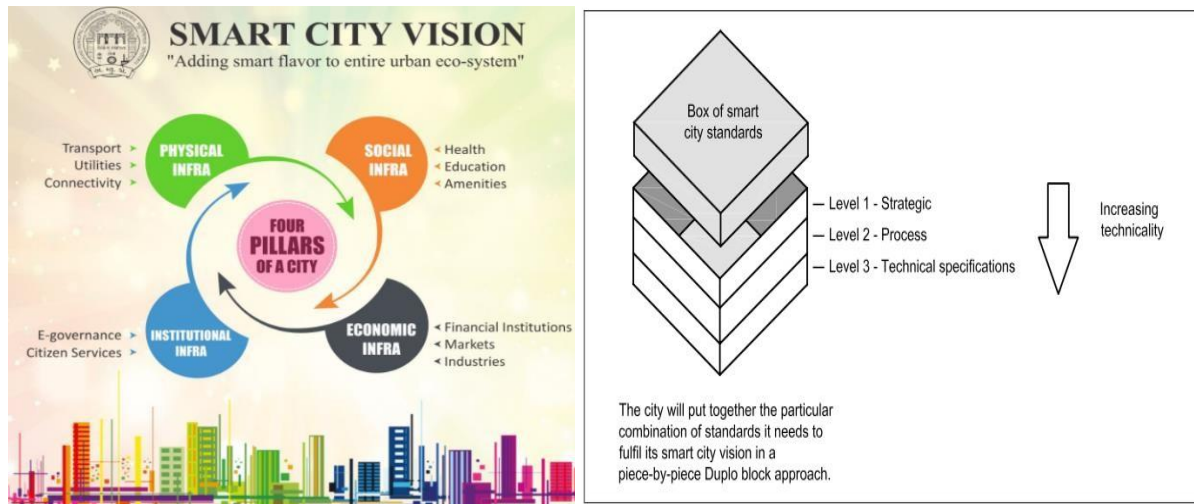 SMART CITY VISION
"Adding smart flavor to entire urban eco-system"
Transport
Utilities
Connectivity
PHYSICAL
INFRA
SOCIAL
INFRA
Health
Education
Amenities
FOUR
PILLARS
OF A CITY
E-governance
Citizen Services
INSTITUTIONAL
INFRA
ECONOMIC
INFRA
Financial Institutions
Markets
Industries
Box of smart
city standards
Level 1 - Strategic
Level 2 - Process
Level 3 - Technical specifications
Increasing
technicality
The city will put together the particular
combination of standards it needs to
fulfil its smart city vision in a
piece-by-piece Duplo block approach.